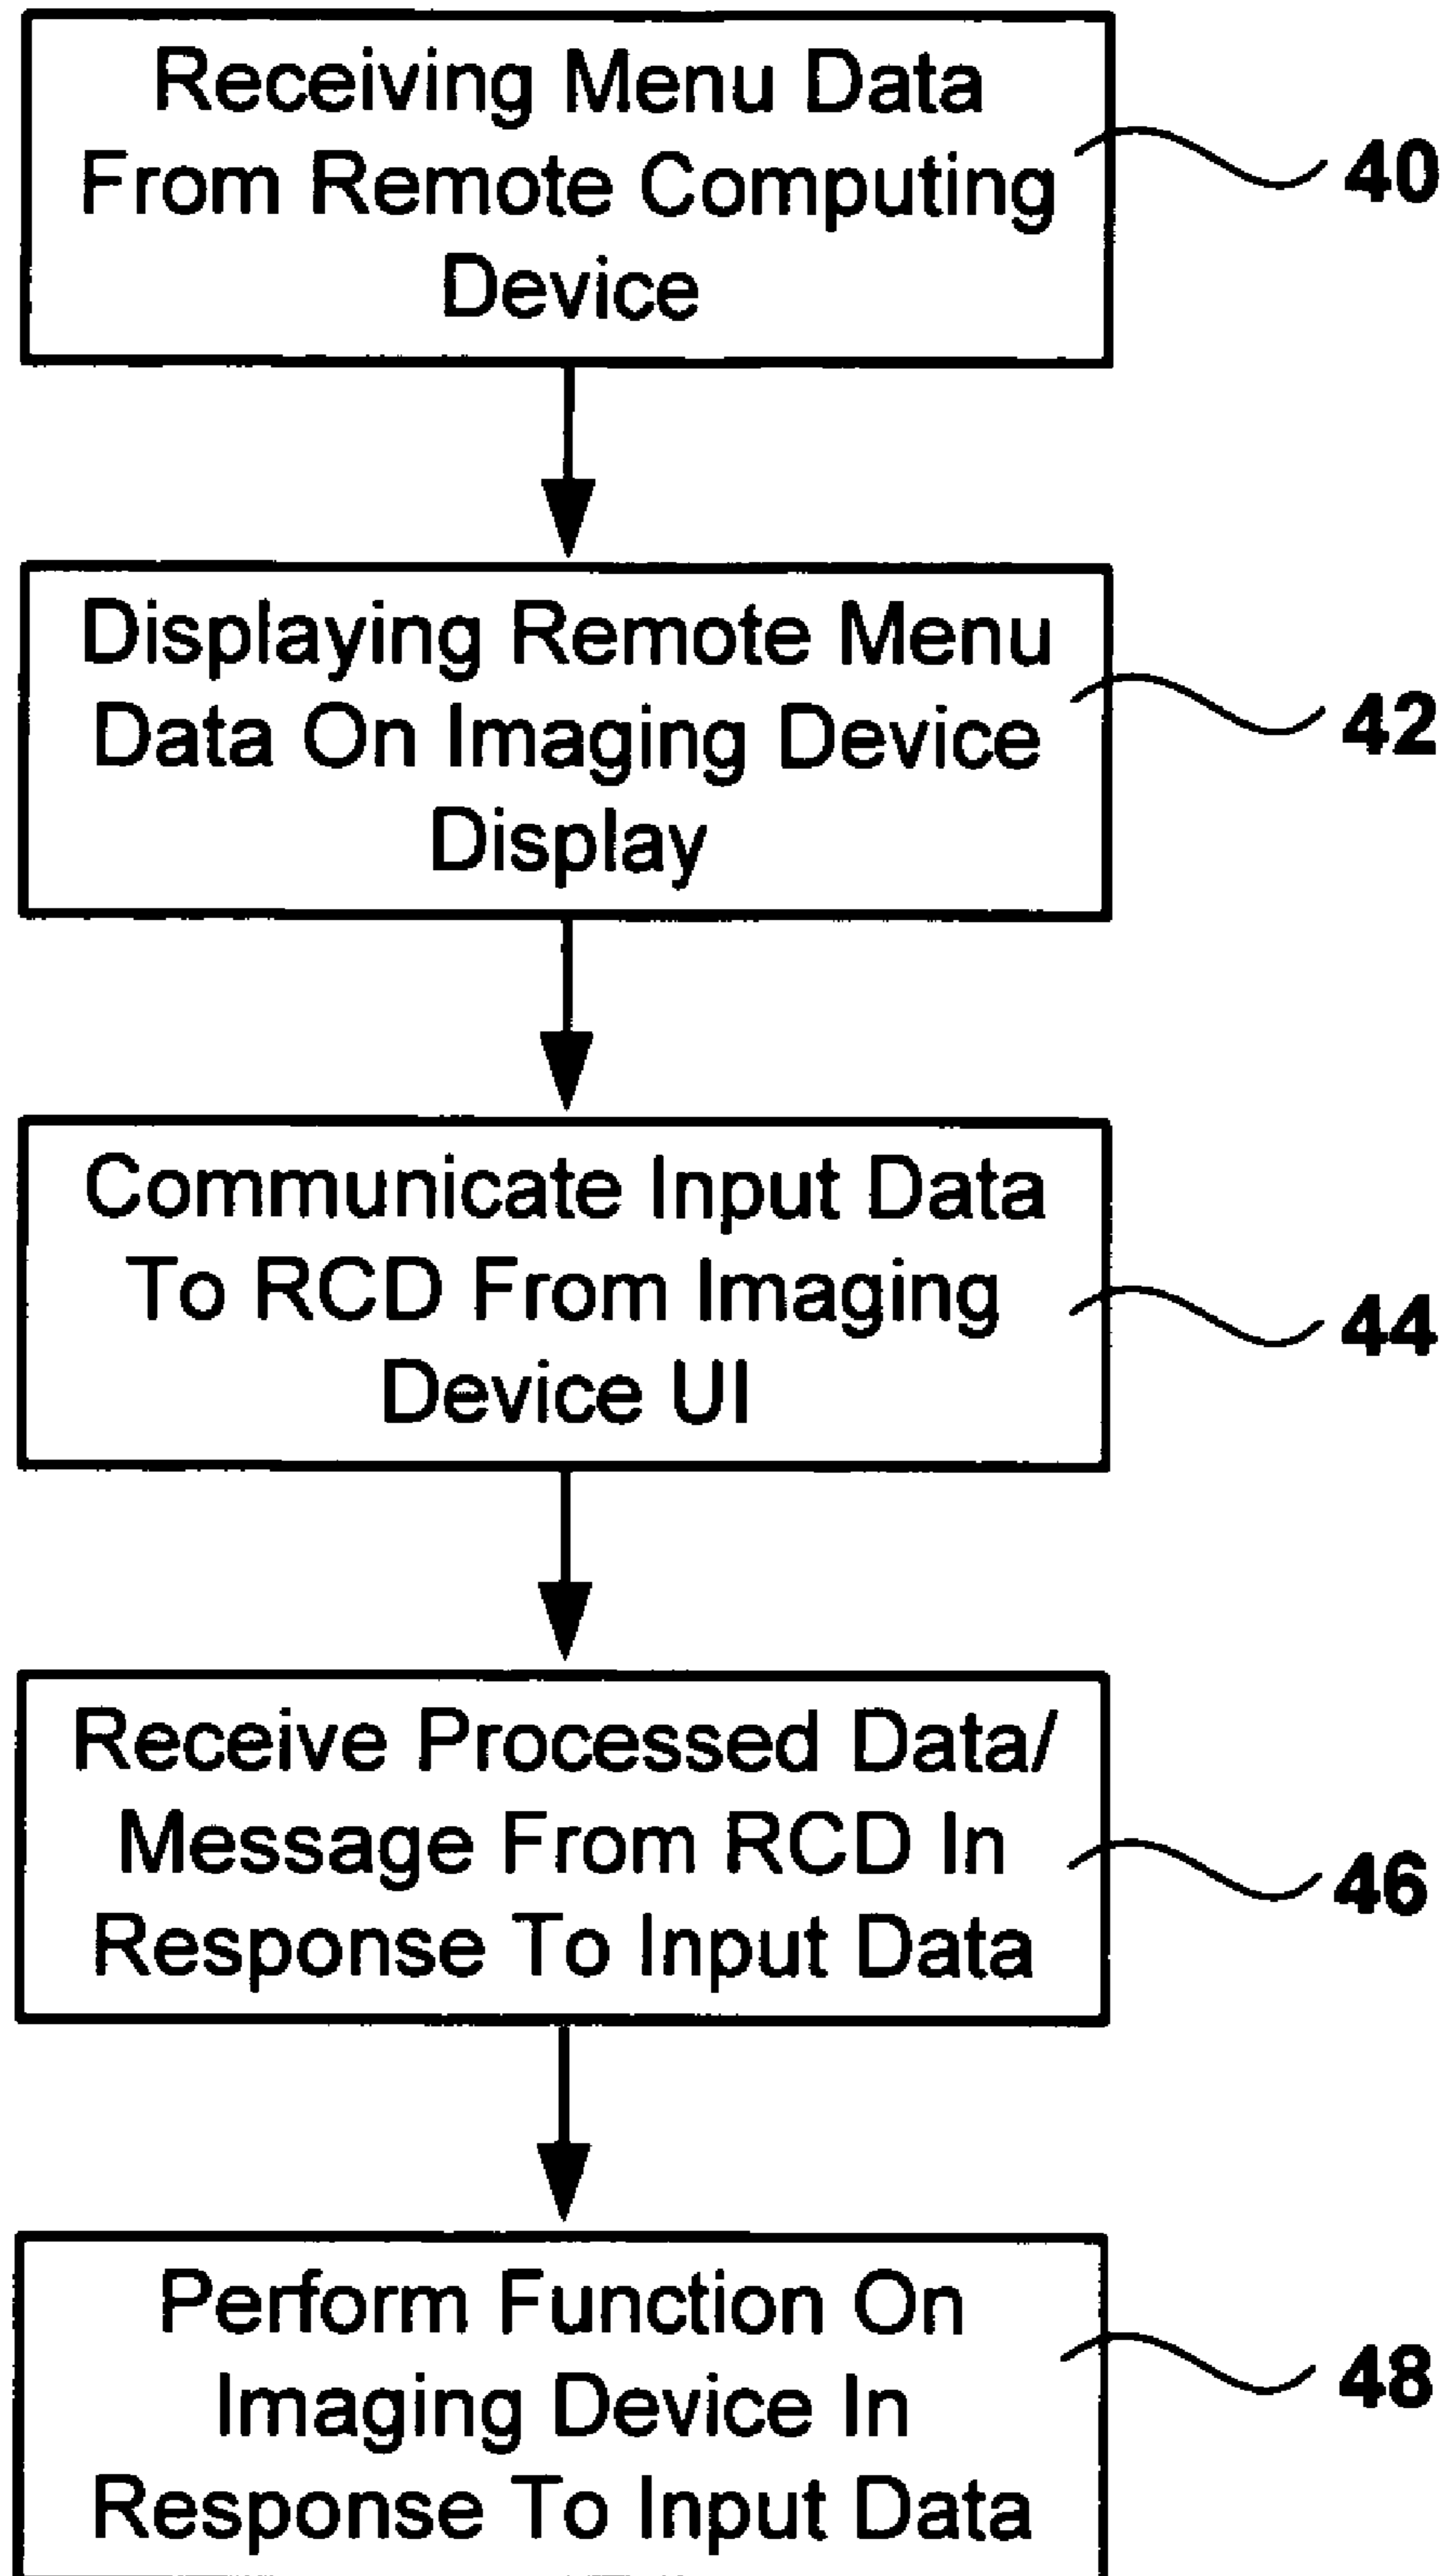 Receiving Menu Data
From Remote Computing
Device
40
Displaying Remote Menu
Data On Imaging Device
Display
42
Communicate Input Data
To RCD From Imaging
Device UI
44
Receive Processed Data/
Message From RCD In
Response To Input Data
46
Perform Function On
Imaging Device In
Response To Input Data
48